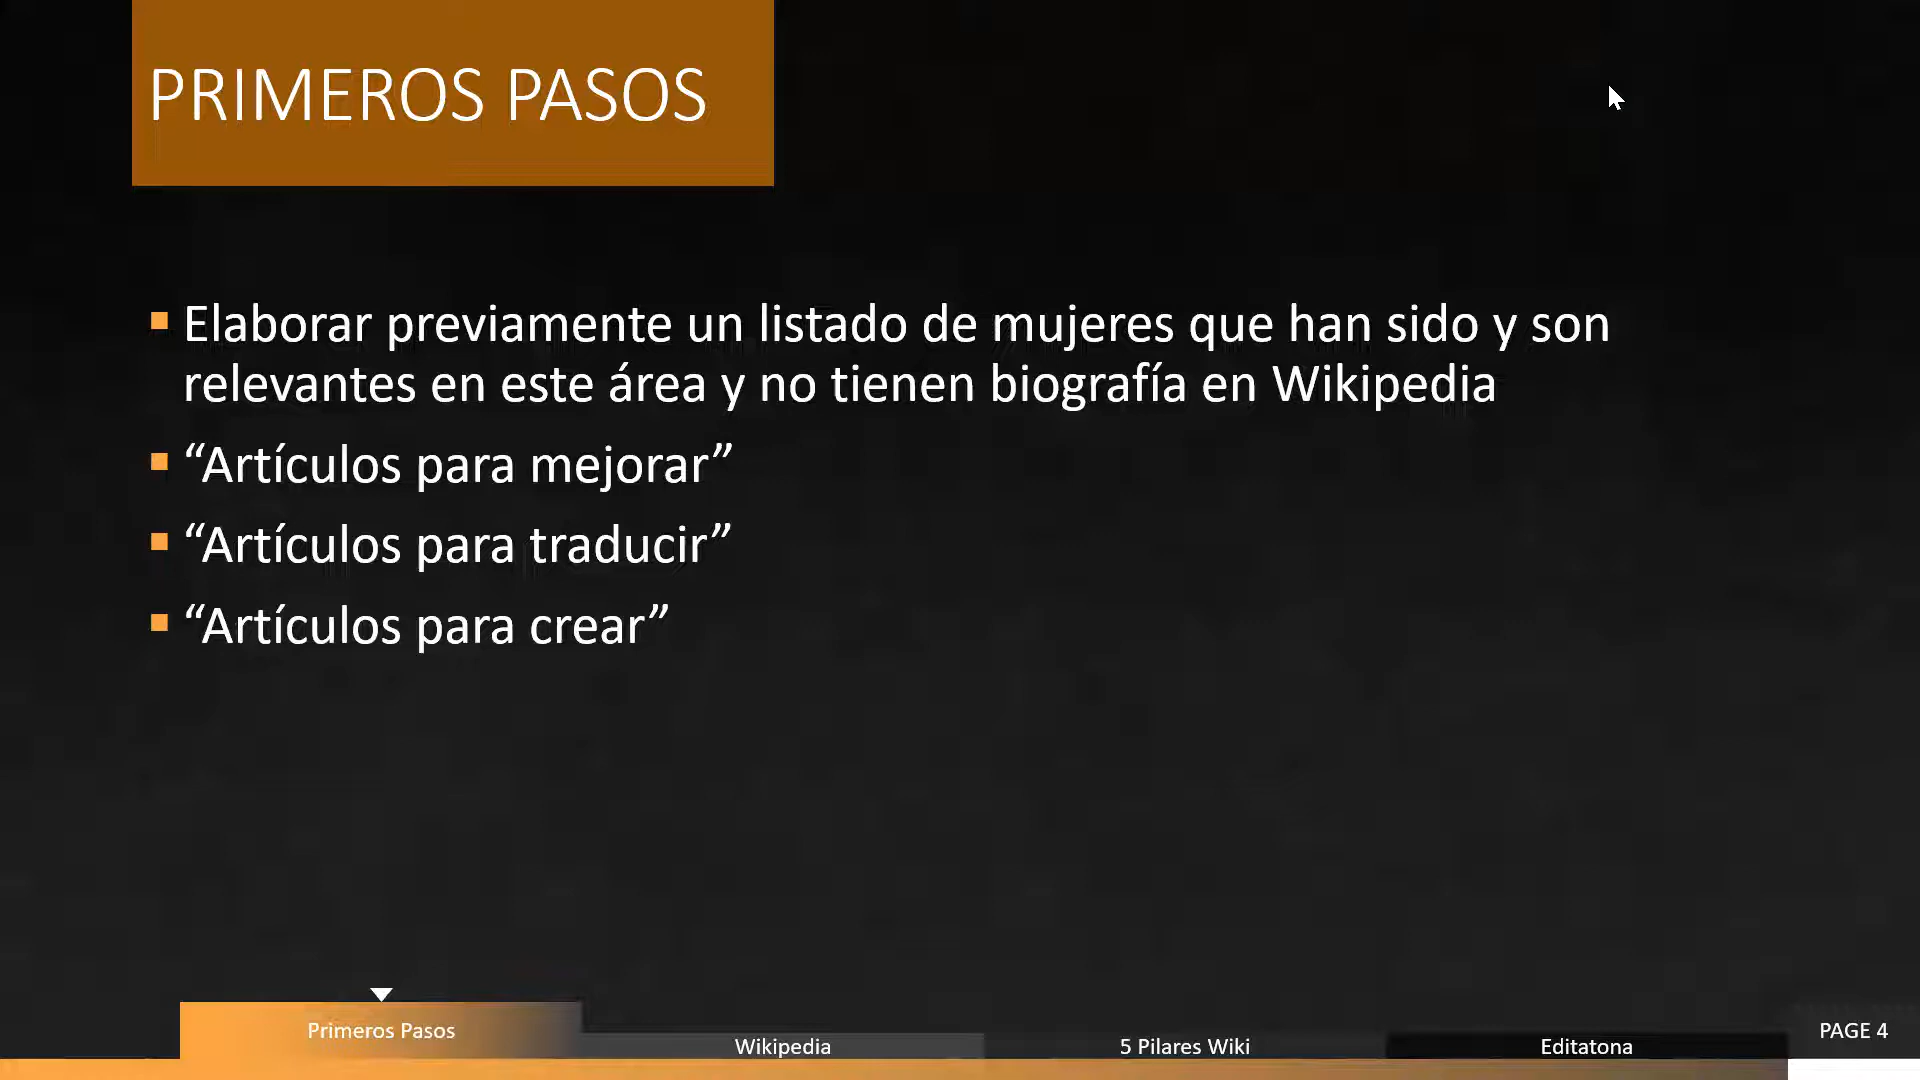 PRIMEROS PASOS
Elaborar previamente un listado de mujeres que han sido y son
relevantes en este área y no tienen biografía en Wikipedia
“Artículos para mejorar”
“Artículos para traducir”
“Artículos para crear”
Primeros Pasos
Wikipedia
5 Pilares Wiki
Editatona
PAGE 4